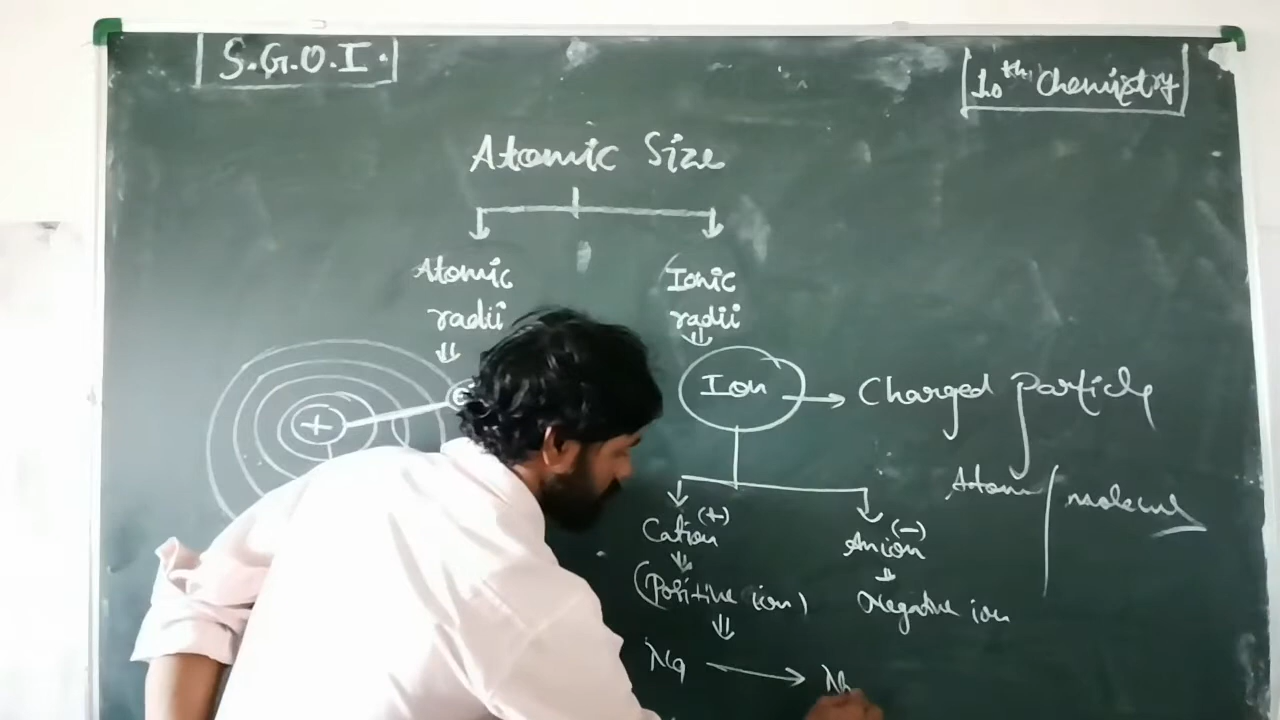 S.G.O.I.
10th Chemistry
Atomic Size
Atomic
radii
Ionic
radii
+
Ion
Charged particle
Atom / molecule
Cation (+)
Anion (-)
(Positive ion)
Negative ion
Na